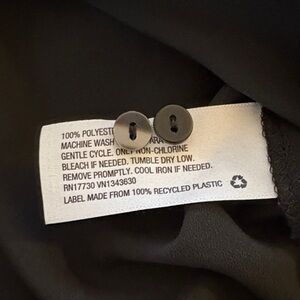 100% POLYEST
MACHINE WASH
GENTLE CYCLE. ONLY NON-CHLORINE
BLEACH IF NEEDED. TUMBLE DRY LOW.
REMOVE PROMPTLY. COOL IRON IF NEEDED.
RN17730 VN1343630
LABEL MADE FROM 100% RECYCLED PLASTIC